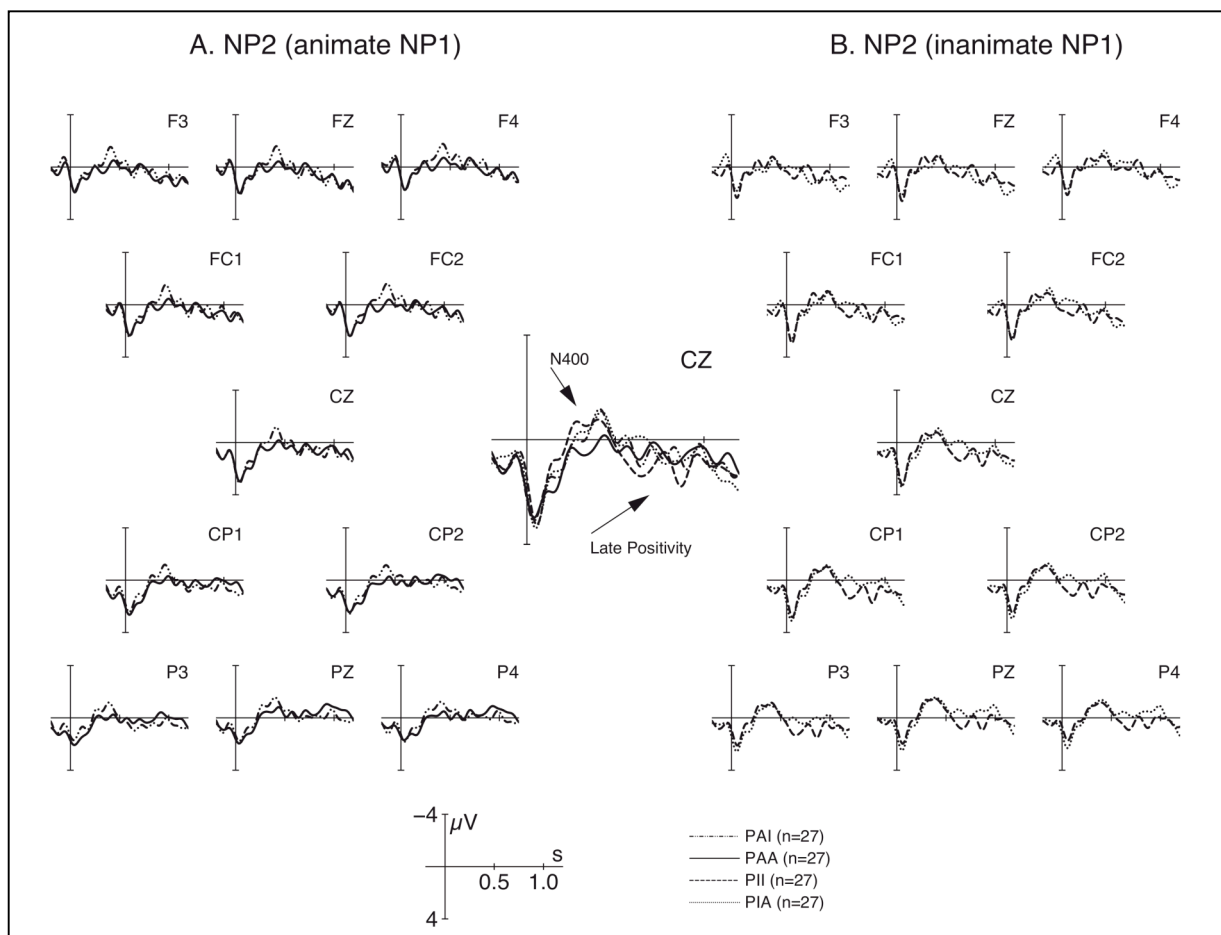 A. NP2 (animate NP1)
B. NP2 (inanimate NP1)
F3 FZ F4
F3 FZ F4
FC1 FC2
FC1 FC2
N400
CZ
CZ
CZ
Late Positivity
CP1 CP2
CP1 CP2
P3 PZ P4
P3 PZ P4
−4
µV
s
0.5 1.0
4
PAI (n=27)
PAA (n=27)
PII (n=27)
PIA (n=27)